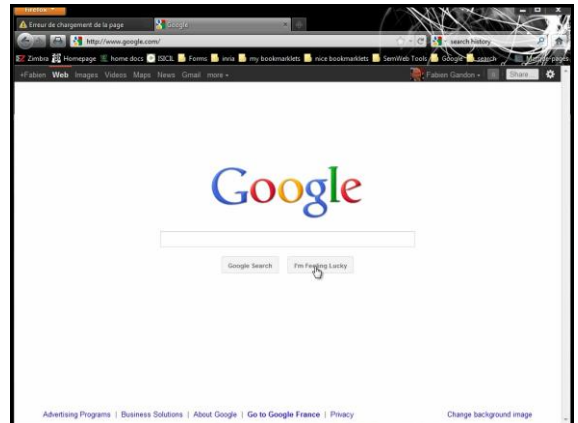 Firefox
Erreur de chargement de la page Google
http://www.google.com/ search history
Zimbra Homepage home docs ISICIL Forms inria my bookmarklets nice bookmarklets SemWeb Tools Google search
+Fabien Web Images Videos Maps News Gmail more Fabien Gandon 0 Share...
Google
Google Search I'm Feeling Lucky
Advertising Programs | Business Solutions | About Google | Go to Google France | Privacy Change background image